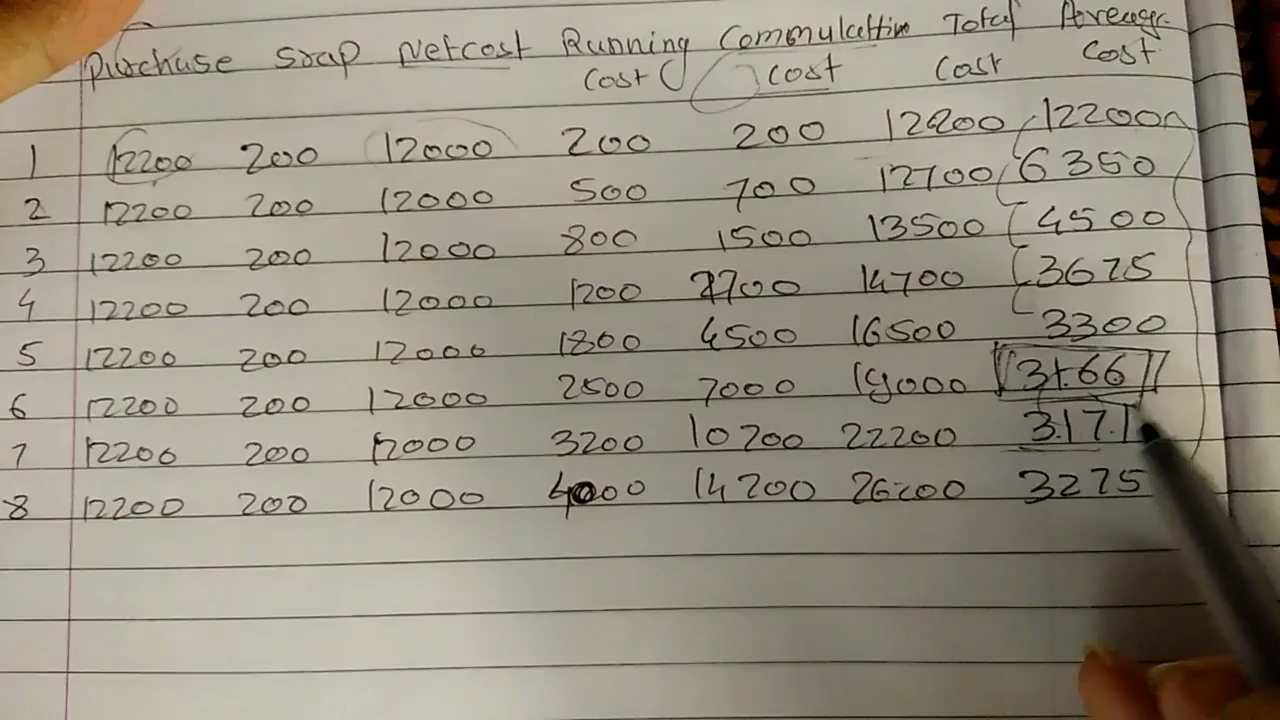 Purchase Srap Netcost Running Commulattive Total Average
cost cost Cost cost
1 12200 200 12000 200 200 12200 12200
2 12200 200 12000 500 700 12700 6350
3 12200 200 12000 800 1500 13500 4500
4 12200 200 12000 1200 2700 14700 3675
5 12200 200 12000 1800 4500 16500 3300
6 12200 200 12000 2500 7000 19000 3166
7 12200 200 12000 3200 10200 22200 3171
8 12200 200 12000 4000 14200 26200 3275